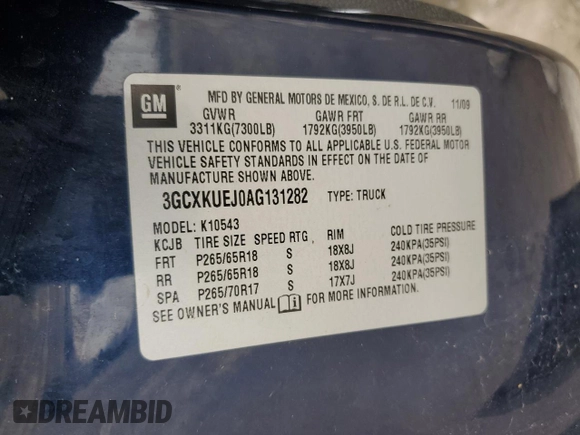 GM
MFD BY GENERAL MOTORS DE MEXICO, S. DE R.L. DE C.V. 11/09
GVWR GAWR FRT GAWR RR
3311KG(7300LB) 1792KG(3950LB) 1792KG(3950LB)
THIS VEHICLE CONFORMS TO ALL APPLICABLE U.S. FEDERAL MOTOR
VEHICLE SAFETY STANDARDS IN EFFECT ON THE DATE OF
MANUFACTURE SHOWN ABOVE.
3GCXKUEJ0AG131282 TYPE: TRUCK
MODEL: K10543
KCJB TIRE SIZE SPEED RTG , RIM COLD TIRE PRESSURE
FRT P265/65R18 S 18X8J 240KPA(35PSI)
RR P265/65R18 S 18X8J 240KPA(35PSI)
SPA P265/70R17 S 17X7J 240KPA(35PSI)
SEE OWNER'S MANUAL FOR MORE INFORMATION.
DREAMBID